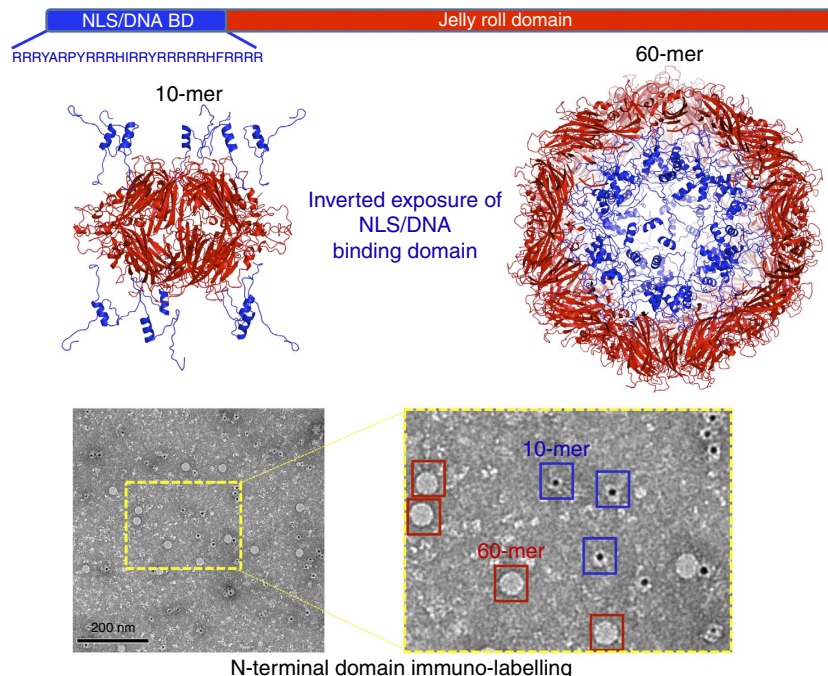 NLS/DNA BD
Jelly roll domain
RRRYARPYRRRHIRRYRRRRRHFRRRR
10-mer
60-mer
Inverted exposure of
NLS/DNA
binding domain
10-mer
60-mer
200 nm
N-terminal domain immuno-labelling